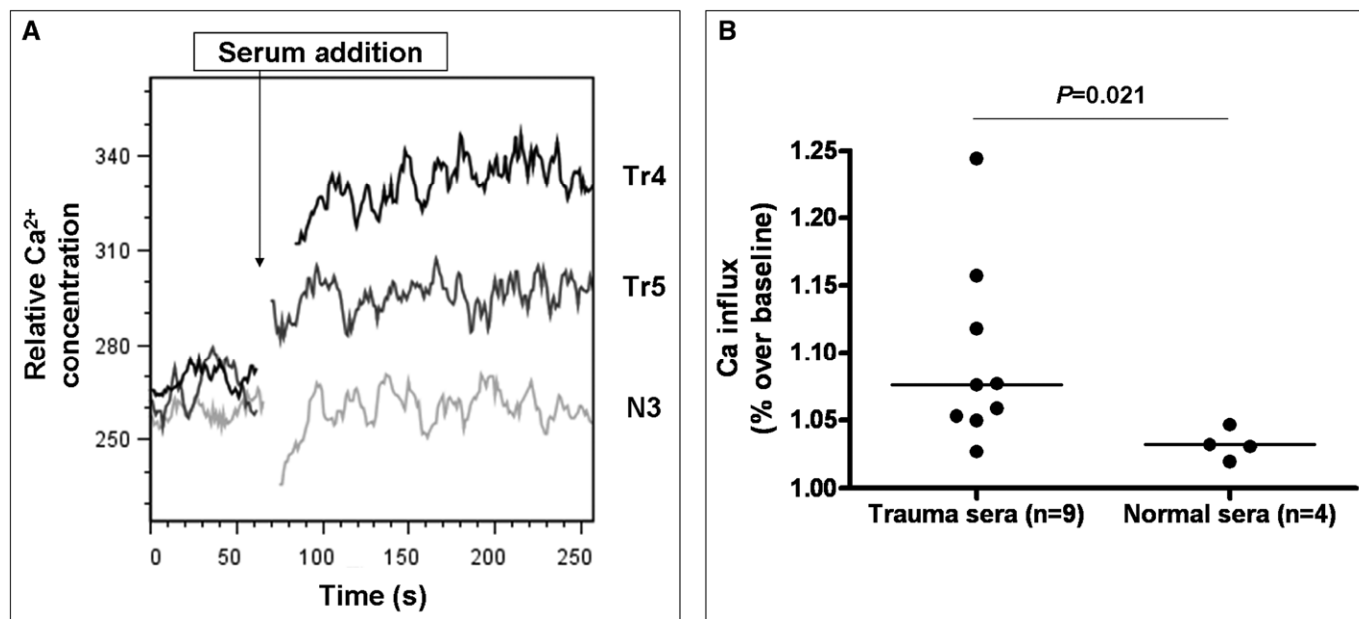 A
Serum addition
340
310
280
250
Relative Ca²⁺
concentration
0
50
100
150
200
250
Time (s)
Tr4
Tr5
N3
B
P=0.021
1.25
1.20
1.15
1.10
1.05
1.00
Ca influx
(% over baseline)
Trauma sera (n=9)
Normal sera (n=4)